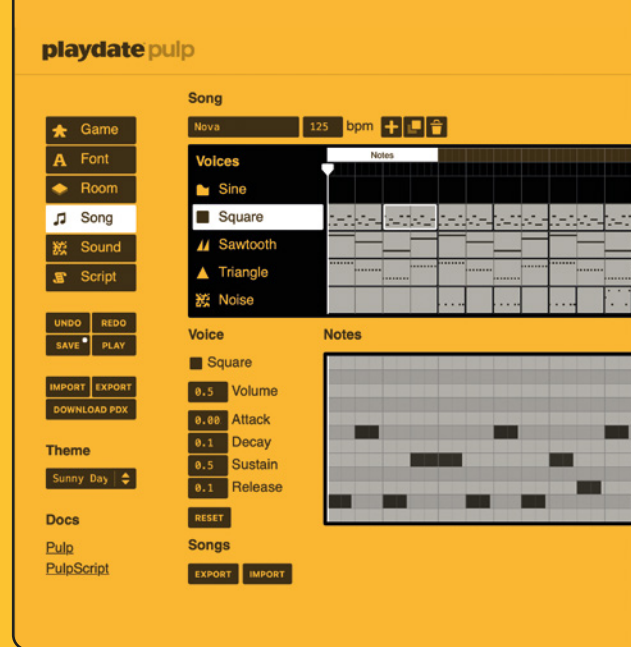 playdate pulp
Game
Font
Room
Song
Sound
Script
UNDO REDO
SAVE PLAY
IMPORT EXPORT
DOWNLOAD PDX
Theme
Sunny Day
Docs
Pulp
PulpScript
Song
Nova 125 bpm
Voices
Sine
Square
Sawtooth
Triangle
Noise
Notes
Voice
Square
0.5 Volume
0.00 Attack
0.1 Decay
0.5 Sustain
0.1 Release
RESET
Songs
EXPORT IMPORT
Notes